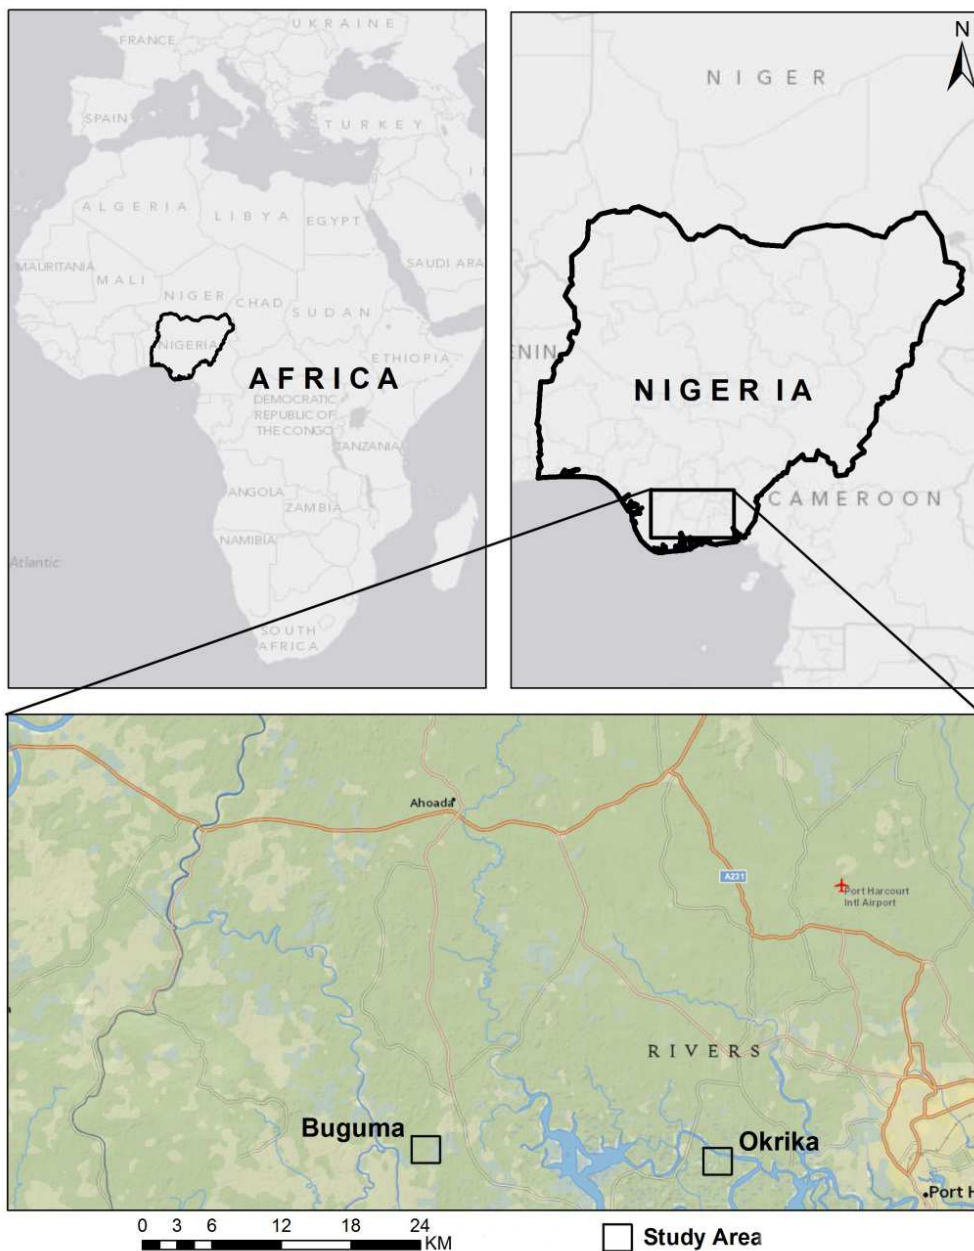 UKRAINE
FRANCE
SPAIN
TURKEY
ALGERIA
LIBYA
EGYPT
SAUDI ARA
MAURITANIA
MALI
NIGER
CHAD
SUDAN
NIGERIA
ETHIOPIA
AFRICA
DEMOCRATIC
REPUBLIC OF
THE CONGO
TANZANIA
ANGOLA
ZAMBIA
NAMIBIA
Atlantic
SOUTH
AFRICA
N
NIGER
ENIN
NIGERIA
CAMEROON
Ahoada
A231
Port Harcourt
Intl Airport
RIVERS
Buguma
Okrika
Port H
0 3 6 12 18 24
KM
Study Area